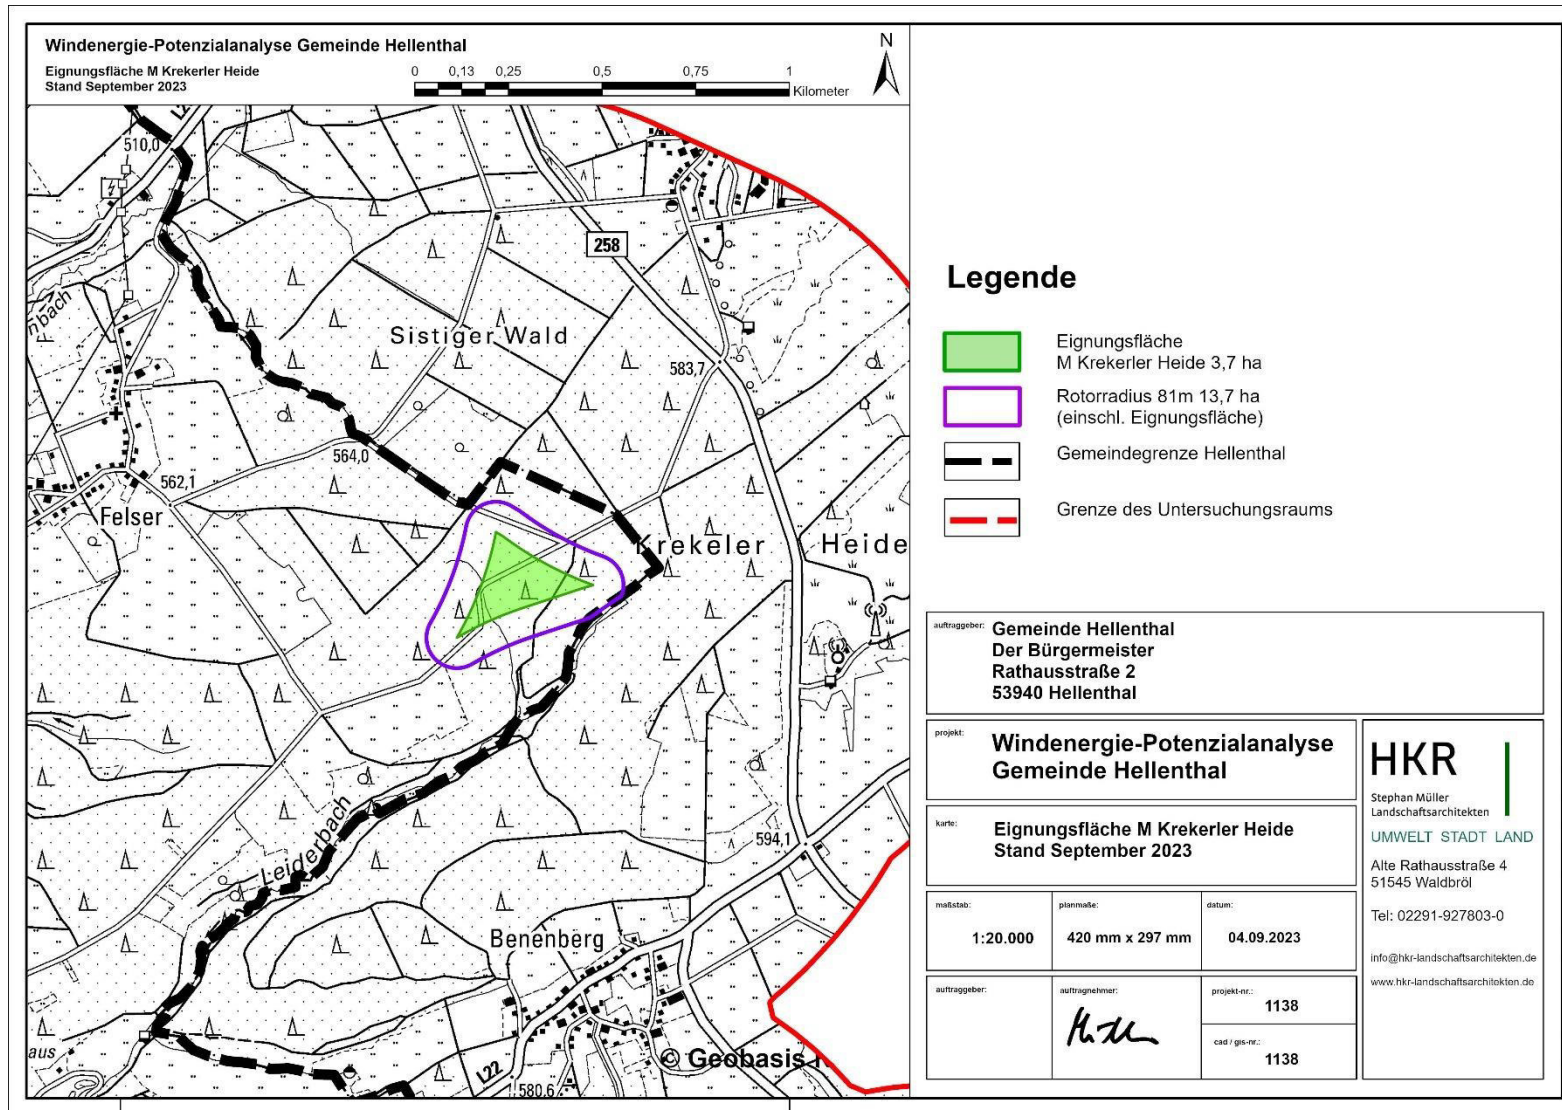 Windenergie-Potenzialanalyse Gemeinde Hellenthal
Eignungsfläche M Krekerler Heide
Stand September 2023
0 0,13 0,25 0,5 0,75 1
Kilometer
N
510,0
258
nbach
Sistiger Wald
583,7
564,0
562,1
Felser
Krekeler Heide
Leiderbach
594,1
Benenberg
aus
L22
580,6
© Geobasis
Legende
Eignungsfläche
M Krekerler Heide 3,7 ha
Rotorradius 81m 13,7 ha
(einschl. Eignungsfläche)
Gemeindegrenze Hellenthal
Grenze des Untersuchungsraums
auftraggeber:
Gemeinde Hellenthal
Der Bürgermeister
Rathausstraße 2
53940 Hellenthal
projekt:
Windenergie-Potenzialanalyse
Gemeinde Hellenthal
karte:
Eignungsfläche M Krekerler Heide
Stand September 2023
maßstab:
1:20.000
planmaße:
420 mm x 297 mm
datum:
04.09.2023
auftraggeber:
auftragnehmer:
projekt-nr.:
1138
cad / gis-nr.:
1138
HKR
Stephan Müller
Landschaftsarchitekten
UMWELT STADT LAND
Alte Rathausstraße 4
51545 Waldbröl
Tel: 02291-927803-0
info@hkr-landschaftsarchitekten.de
www.hkr-landschaftsarchitekten.de